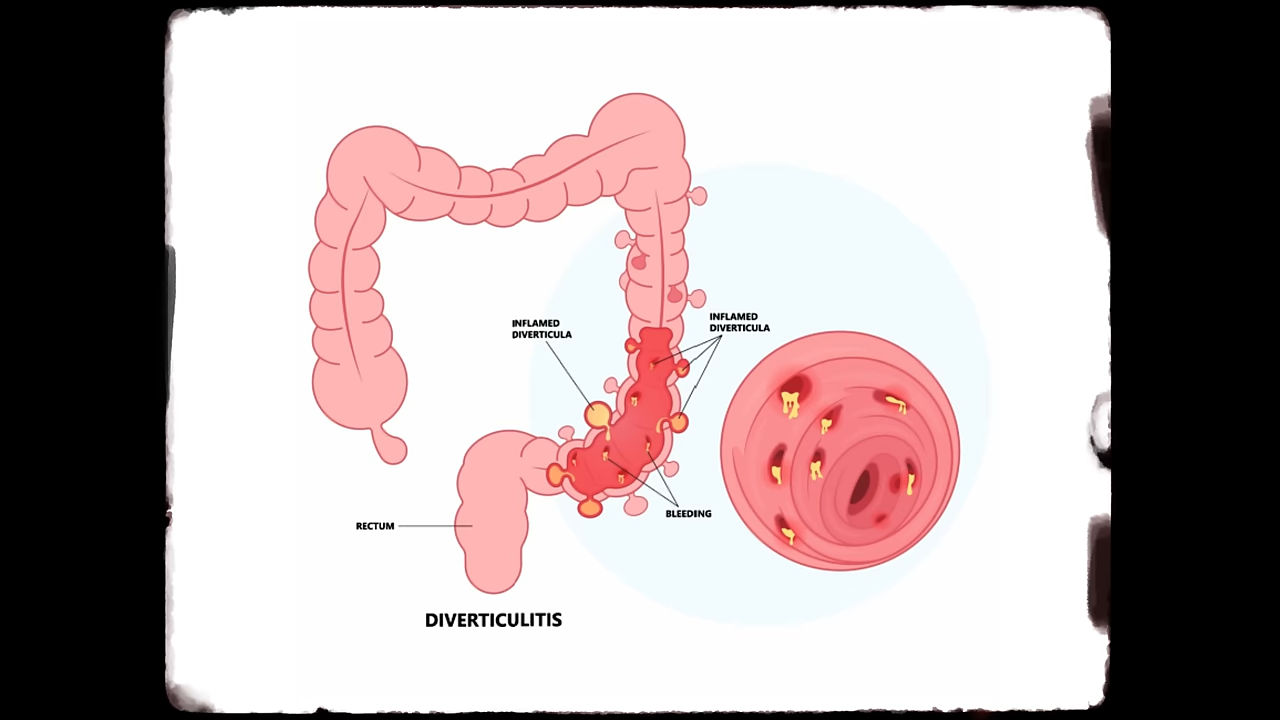 INFLAMED
DIVERTICULA
INFLAMED
DIVERTICULA
BLEEDING
RECTUM
DIVERTICULITIS